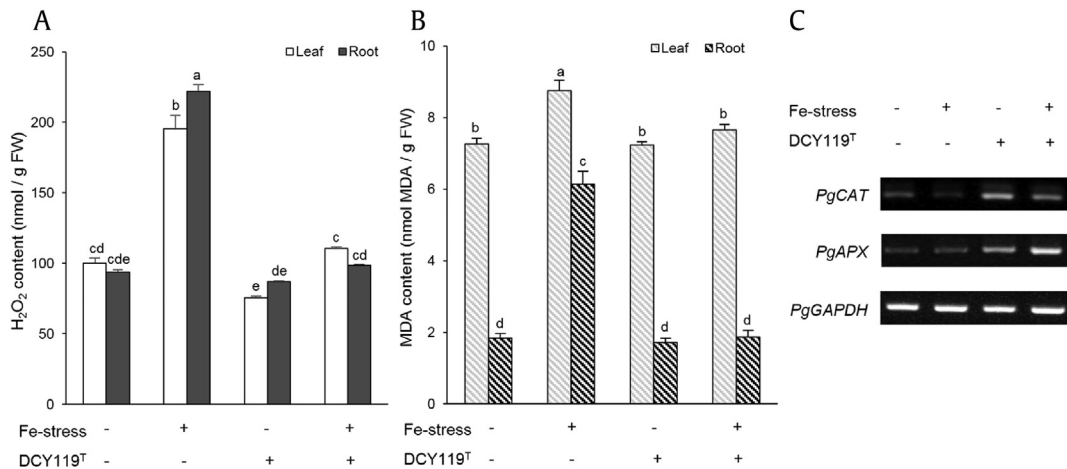 A
H₂O₂ content (nmol / g FW)
250
200
150
100
50
0
Leaf Root
cd cde b a e de c cd
Fe-stress - + - +
DCY119ᵀ - - + +
B
MDA content (nmol MDA / g FW)
10
8
6
4
2
0
Leaf Root
b d a c b d b d
Fe-stress - + - +
DCY119ᵀ - - + +
C
Fe-stress - + - +
DCY119ᵀ - - + +
PgCAT
PgAPX
PgGAPDH